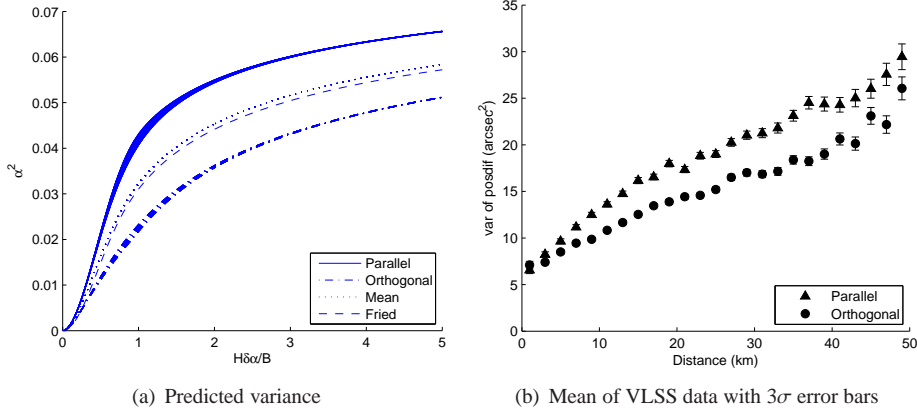 0.07
0.06
0.05
0.04
0.03
0.02
0.01
0
α²
0 1 2 3 4 5
Hδα/B
Parallel
Orthogonal
Mean
Fried
(a) Predicted variance
35
30
25
20
15
10
5
0
var of posdif (arcsec²)
0 10 20 30 40 50
Distance (km)
Parallel
Orthogonal
(b) Mean of VLSS data with 3σ error bars